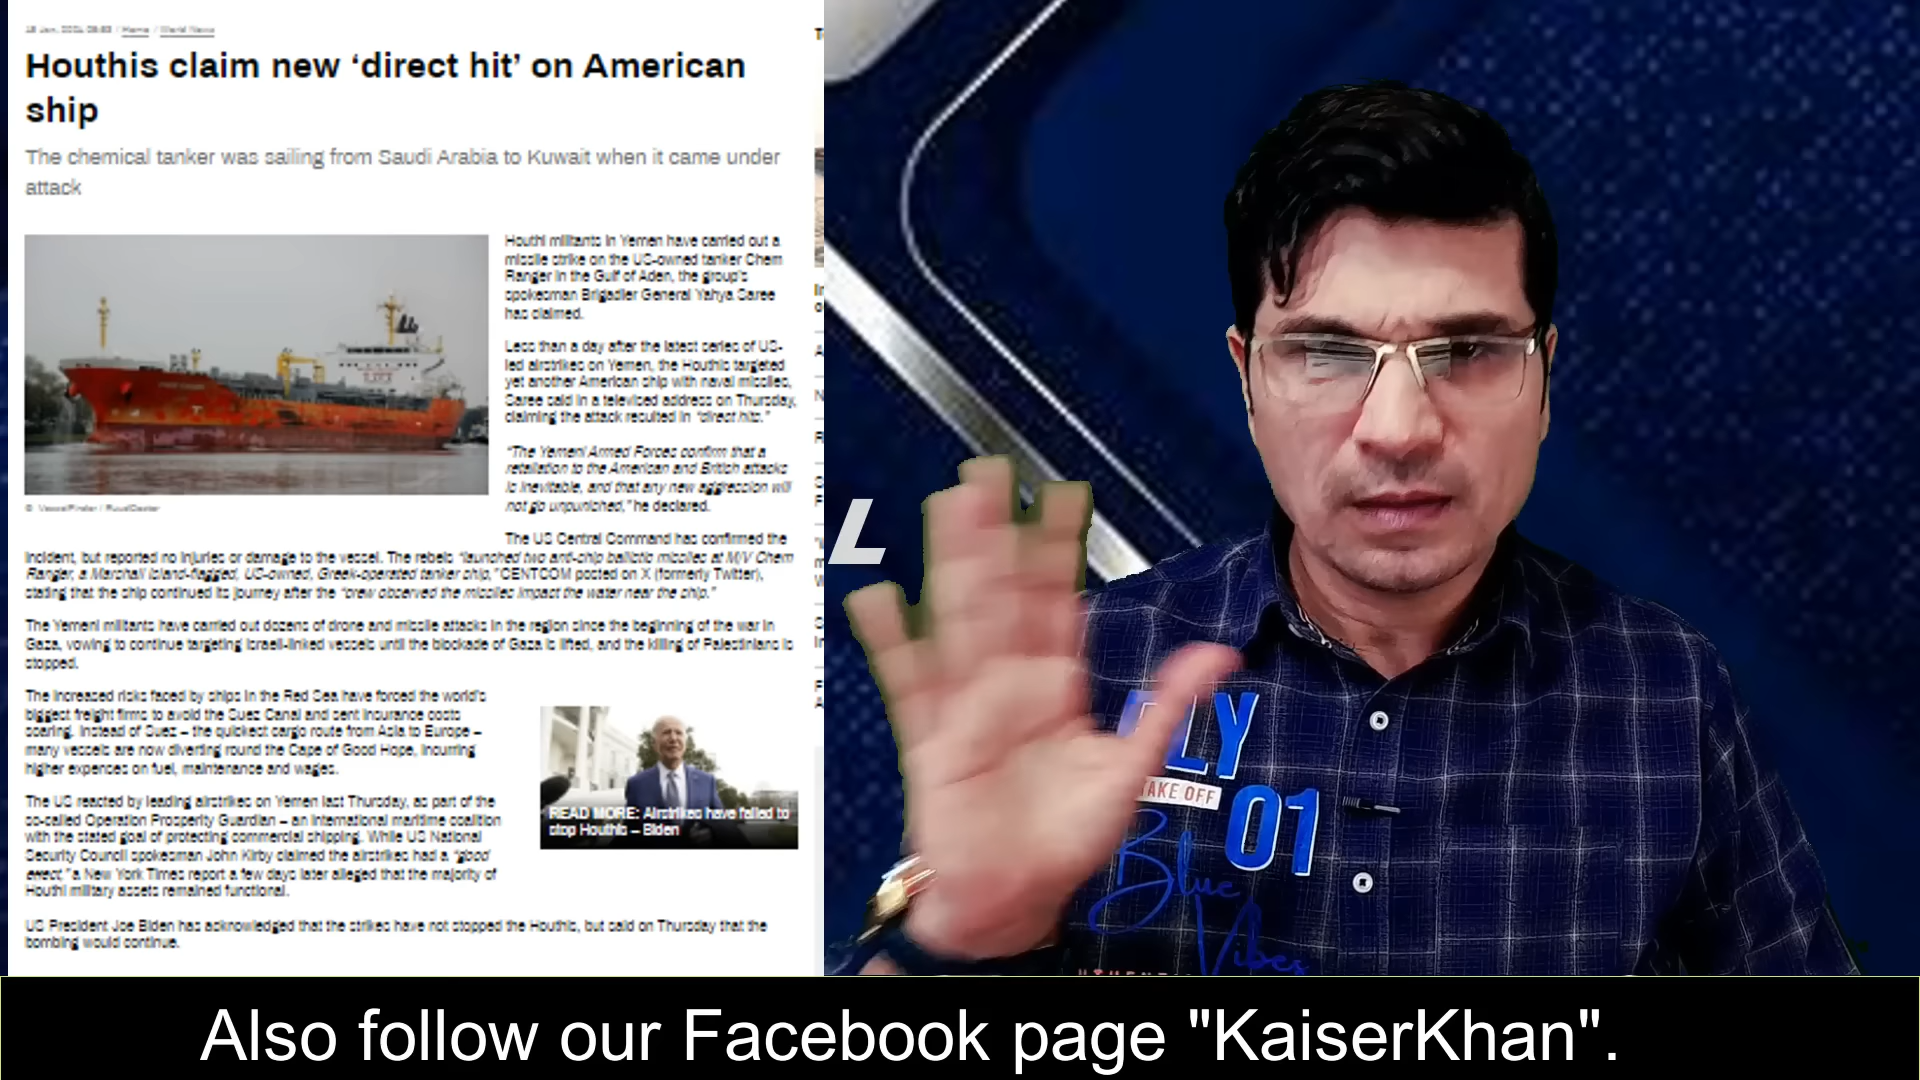 19 Jan, 2024 09:53 / Home / World News
Houthis claim new ‘direct hit’ on American
ship
The chemical tanker was sailing from Saudi Arabia to Kuwait when it came under
attack
Houthi militants in Yemen have carried out a
missile strike on the US-owned tanker Chem
Ranger in the Gulf of Aden, the group’s
spokesman Brigadier General Yahya Saree
has claimed.
Less than a day after the latest series of US-
led airstrikes on Yemen, the Houthis targeted
yet another American ship with naval missiles,
Saree said in a televised address on Thursday,
claiming the attack resulted in “direct hits.”
“The Yemeni Armed Forces confirm that a
retaliation to the American and British attacks
is inevitable, and that any new aggression will
not go unpunished,” he declared.
© VesselFinder /
The US Central Command has confirmed the
incident, but reported no injuries or damage to the vessel. The rebels “launched two anti-ship ballistic missiles at M/V Chem
Ranger, a Marshall Island-flagged, US-owned, Greek-operated tanker ship,” CENTCOM posted on X (formerly Twitter),
stating that the ship continued its journey after the “crew observed the missiles impact the water near the ship.”
The Yemeni militants have carried out dozens of drone and missile attacks in the region since the beginning of the war in
Gaza, vowing to continue targeting Israeli-linked vessels until the blockade of Gaza is lifted, and the killing of Palestinians is
stopped.
The increased risks faced by ships in the Red Sea have forced the world’s
biggest freight firms to avoid the Suez Canal and sent insurance costs
soaring. Instead of Suez – the quickest cargo route from Asia to Europe –
many vessels are now diverting round the Cape of Good Hope, incurring
higher expenses on fuel, maintenance and wages.
READ MORE: Airstrikes have failed to
stop Houthis – Biden
The US reacted by leading airstrikes on Yemen last Thursday, as part of the
so-called Operation Prosperity Guardian – an international maritime coalition
with the stated goal of protecting commercial shipping. While US National
Security Council spokesman John Kirby claimed the airstrikes had a “good
effect,” a New York Times report a few days later alleged that the majority of
Houthi military assets remained functional.
US President Joe Biden has acknowledged that the strikes have not stopped the Houthis, but said on Thursday that the
bombing would continue.
L
LY
TAKE OFF
01
Blue
Vibes
Also follow our Facebook page "KaiserKhan".